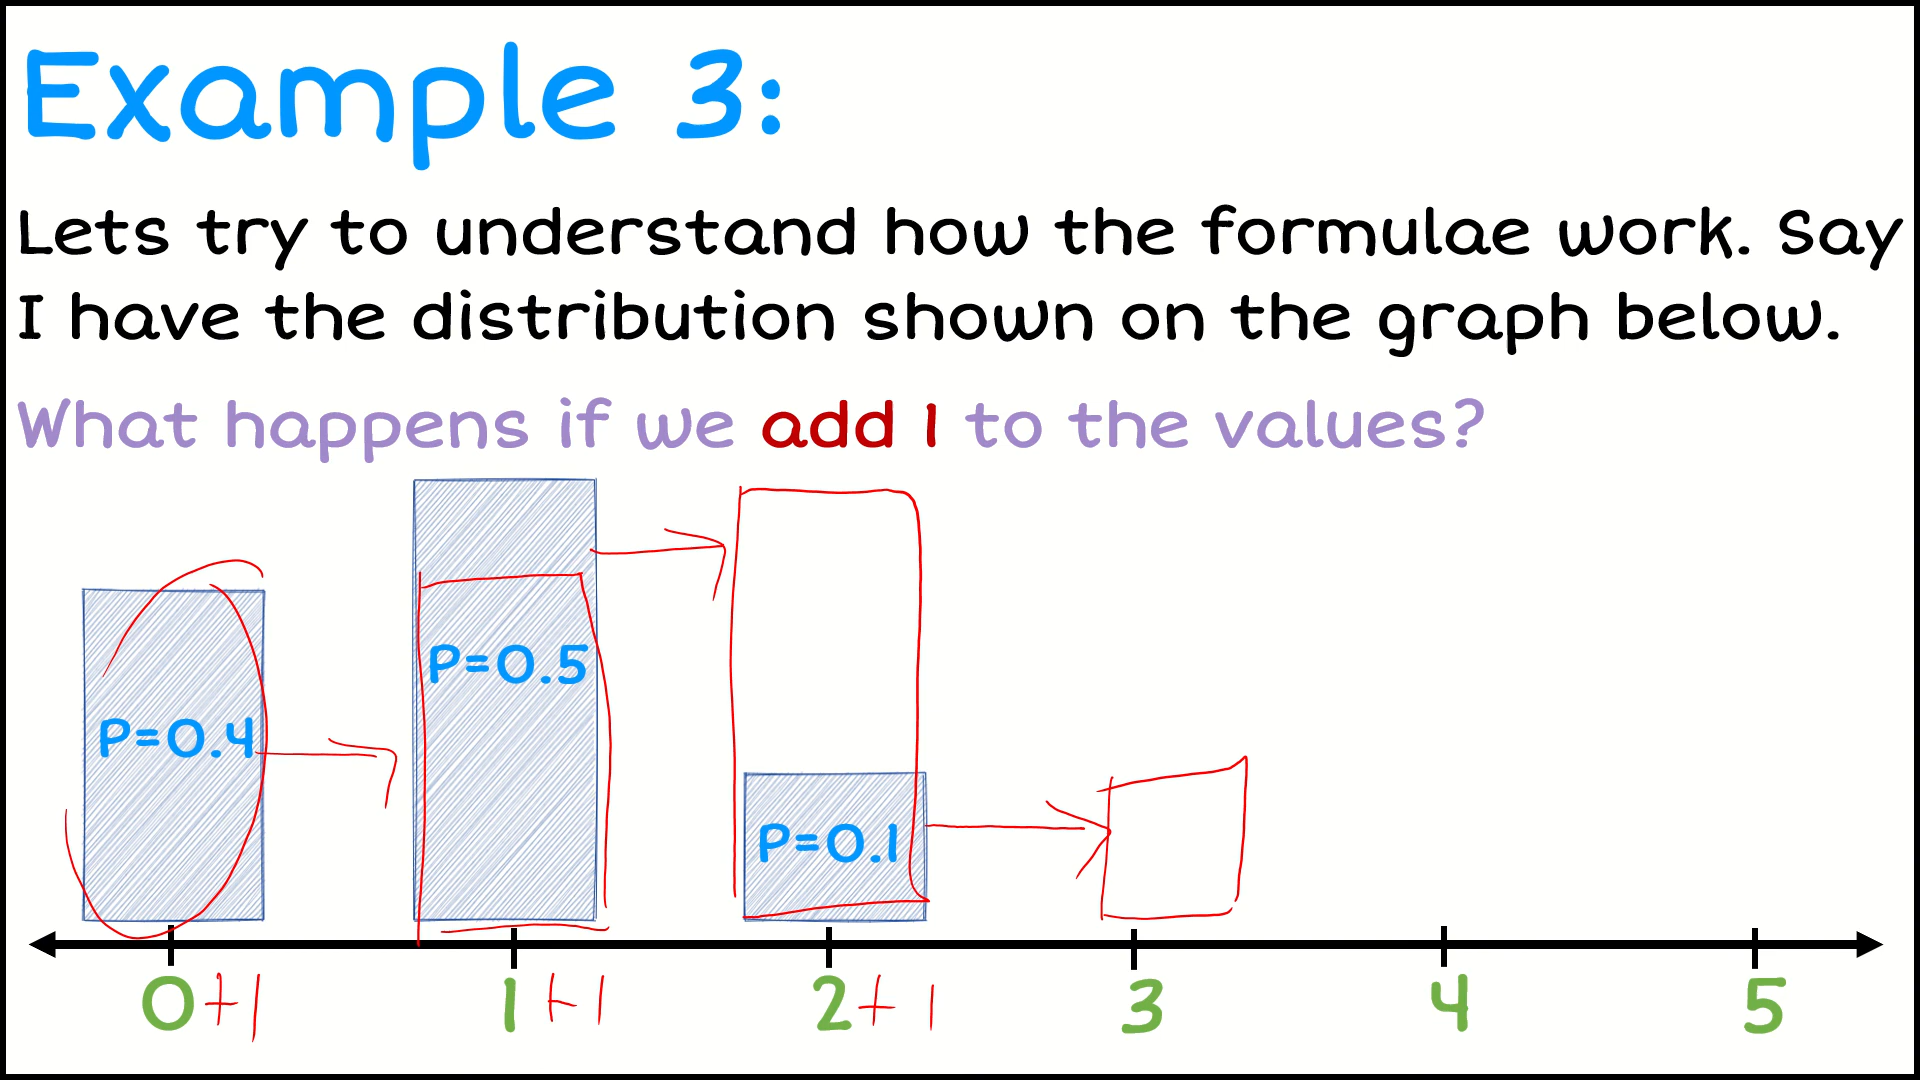 Example 3:
Lets try to understand how the formulae work. Say
I have the distribution shown on the graph below.
What happens if we add 1 to the values?
P=0.4 P=0.5 P=0.1
0+1 1+1 2+1 3 4 5